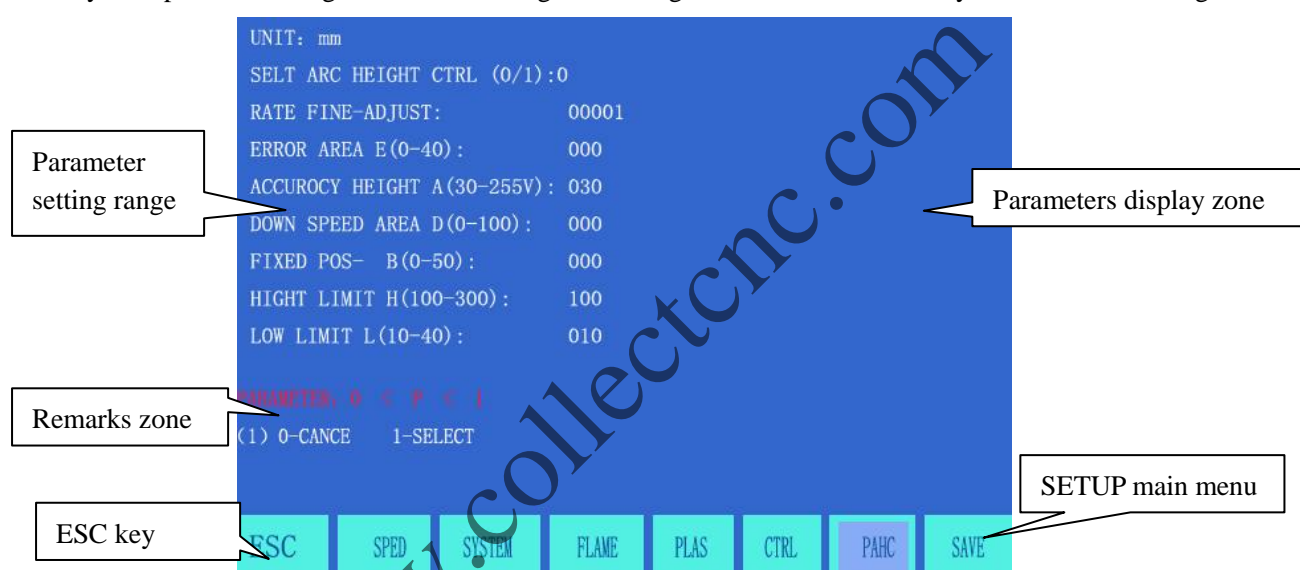 UNIT: mm
SELT ARC HEIGHT CTRL (0/1):0
RATE FINE-ADJUST: 00001
ERROR AREA E(0-40): 000
ACCUROCY HEIGHT A(30-255V): 030
DOWN SPEED AREA D(0-100): 000
FIXED POS- B(0-50): 000
HIGHT LIMIT H(100-300): 100
LOW LIMIT L(10-40): 010
PARAMETER: 0 < P < 1
(1) 0-CANCE 1-SELECT
ESC SPED SYSTEM FLAME PLAS CTRL PAHC SAVE
Parameter
setting range
Parameters display zone
Remarks zone
SETUP main menu
ESC key
.collectcnc.com